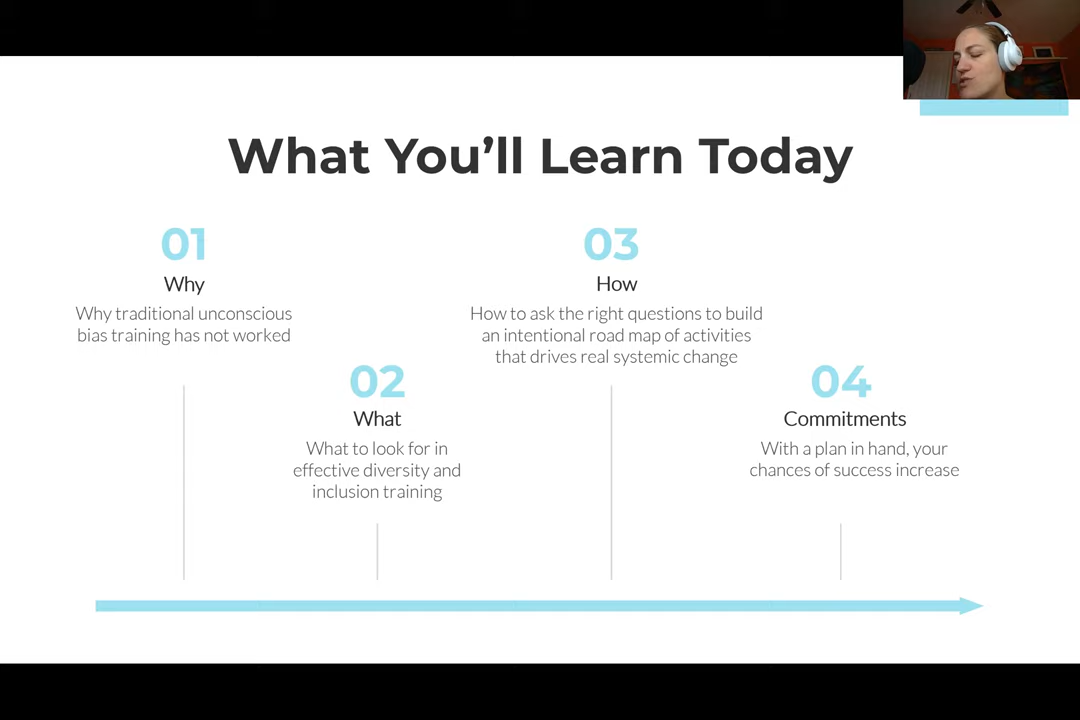 What You’ll Learn Today
01
Why
Why traditional unconscious
bias training has not worked
02
What
What to look for in
effective diversity and
inclusion training
03
How
How to ask the right questions to build
an intentional road map of activities
that drives real systemic change
04
Commitments
With a plan in hand, your
chances of success increase